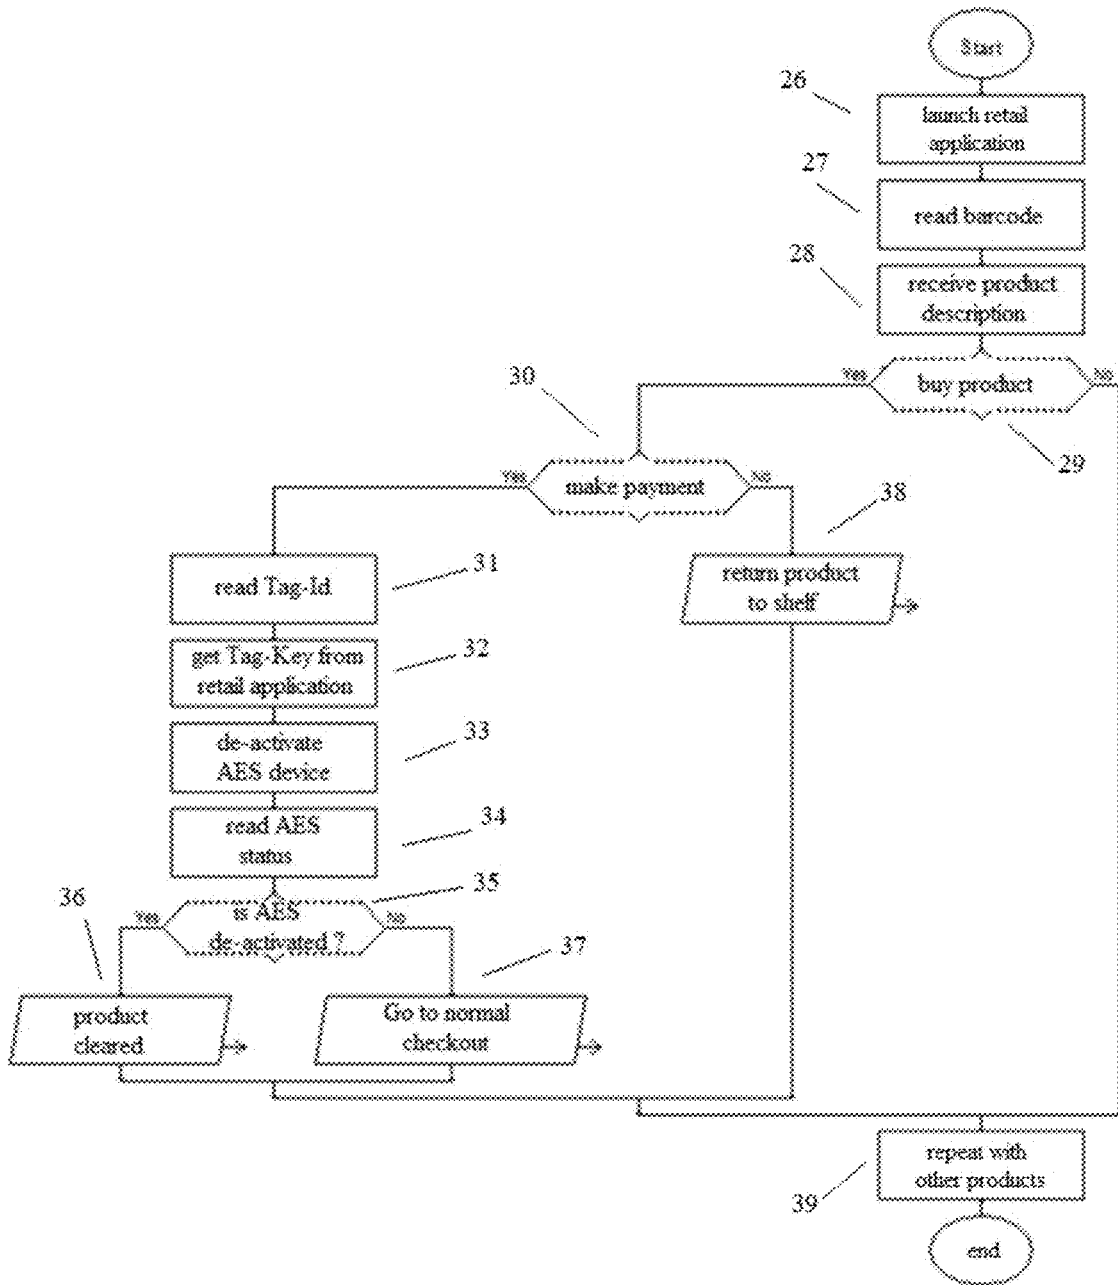 Start
26
launch retail
application
27
read barcode
28
receive product
description
Yes
buy product
No
29
30
Yes
make payment
No
38
return product
to shelf
31
read Tag-Id
32
get Tag-Key from
retail application
33
de-activate
AES device
34
read AES
status
35
36
Yes
is AES
de-activated ?
No
37
product
cleared
Go to normal
checkout
repeat with
other products
39
end